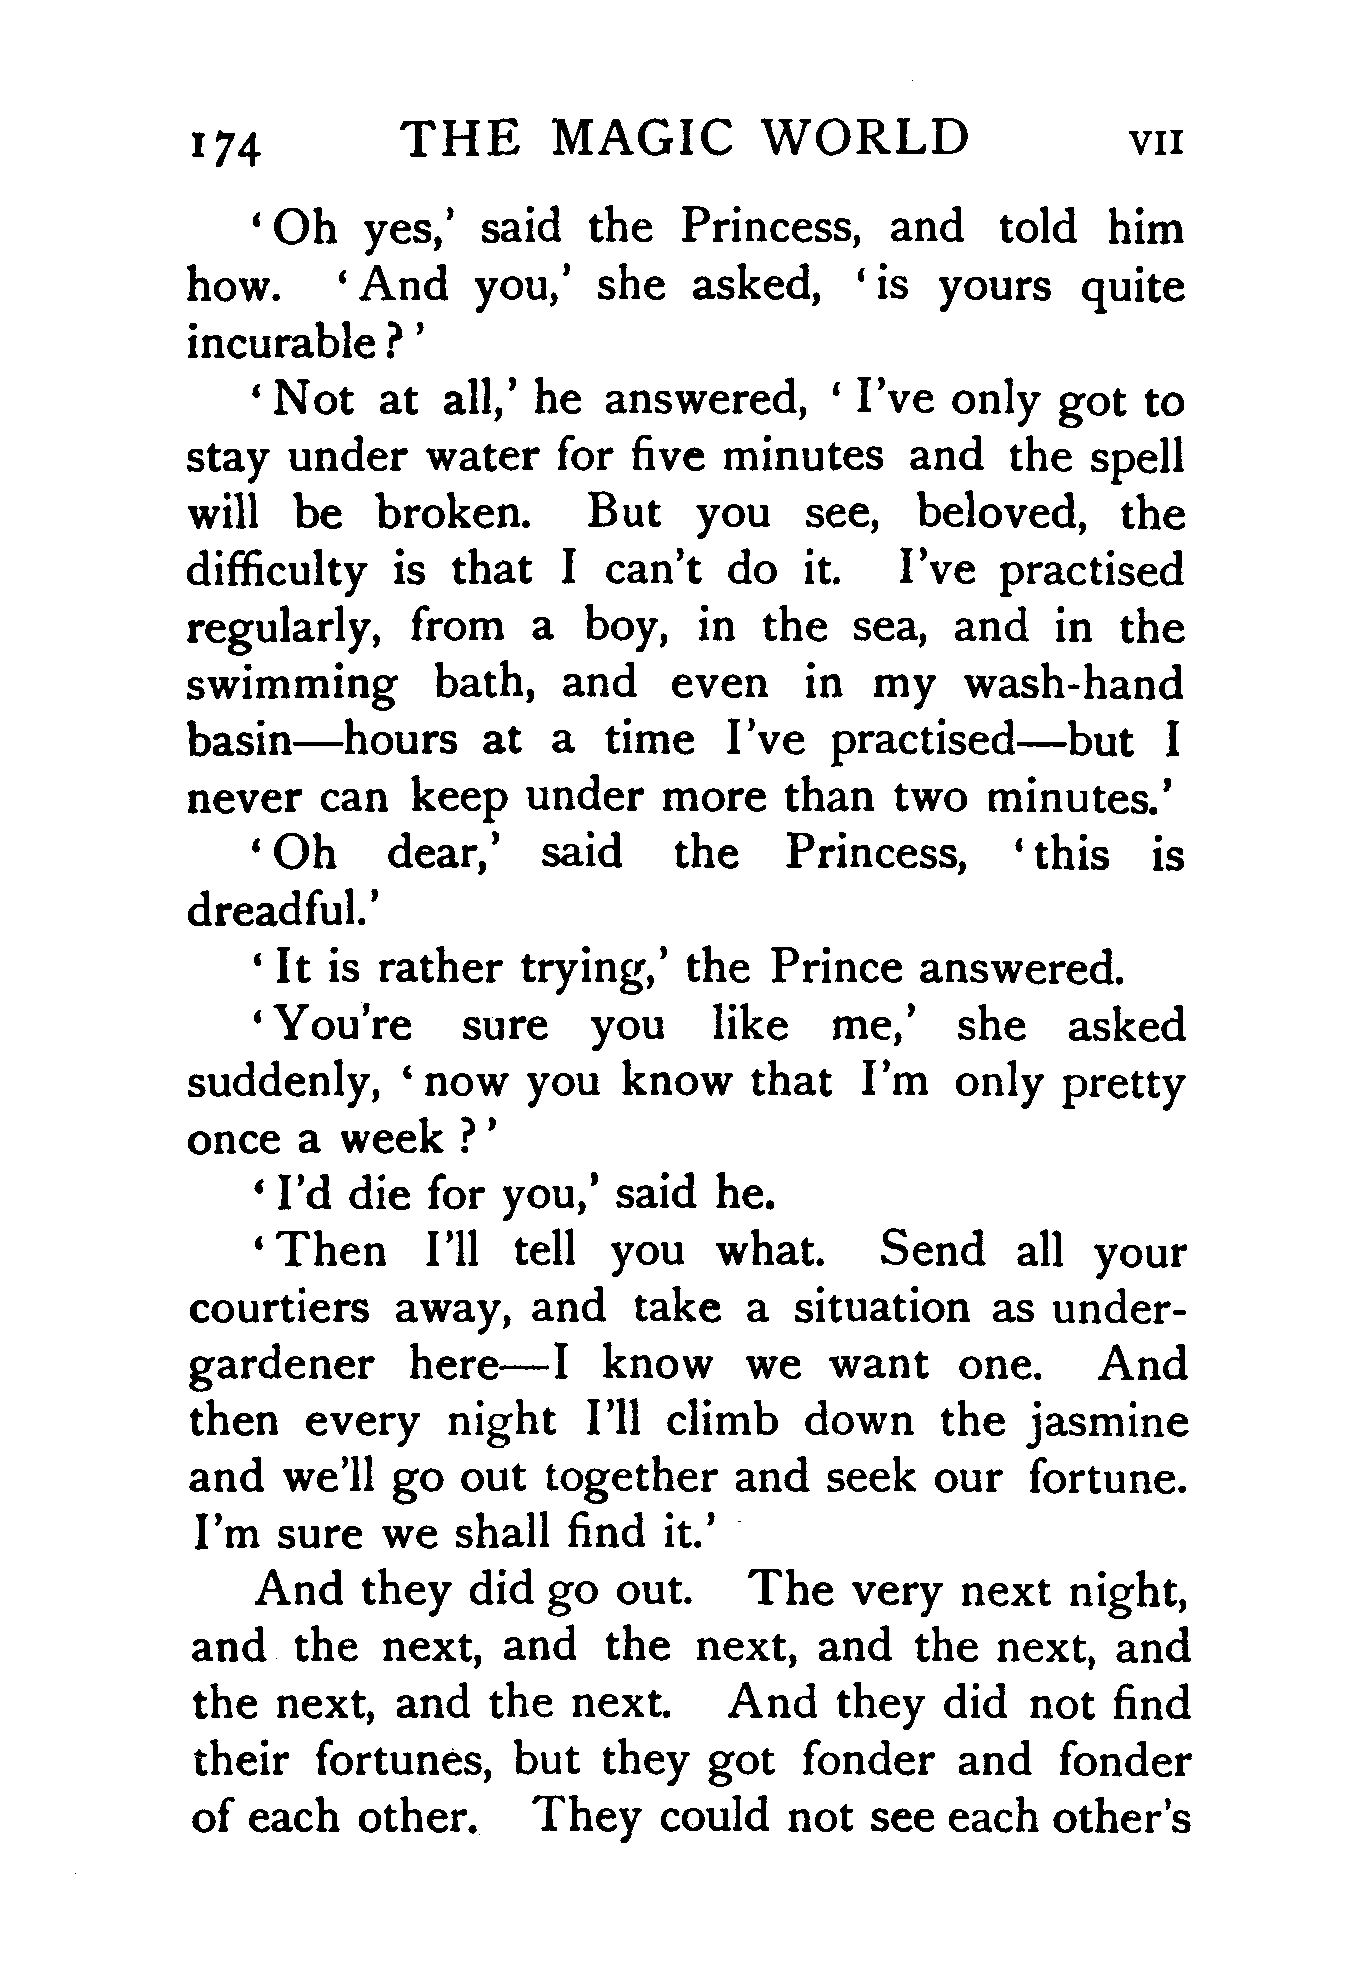 174 THE MAGIC WORLD VII
‘Oh yes,’ said the Princess, and told him
how. ‘And you,’ she asked, ‘is yours quite
incurable?’
‘Not at all,’ he answered, ‘I’ve only got to
stay under water for five minutes and the spell
will be broken. But you see, beloved, the
difficulty is that I can’t do it. I’ve practised
regularly, from a boy, in the sea, and in the
swimming bath, and even in my wash-hand
basin—hours at a time I’ve practised—but I
never can keep under more than two minutes.’
‘Oh dear,’ said the Princess, ‘this is
dreadful.’
‘It is rather trying,’ the Prince answered.
‘You’re sure you like me,’ she asked
suddenly, ‘now you know that I’m only pretty
once a week?’
‘I’d die for you,’ said he.
‘Then I’ll tell you what. Send all your
courtiers away, and take a situation as under-
gardener here—I know we want one. And
then every night I’ll climb down the jasmine
and we’ll go out together and seek our fortune.
I’m sure we shall find it.’
And they did go out. The very next night,
and the next, and the next, and the next, and
the next, and the next. And they did not find
their fortunes, but they got fonder and fonder
of each other. They could not see each other’s